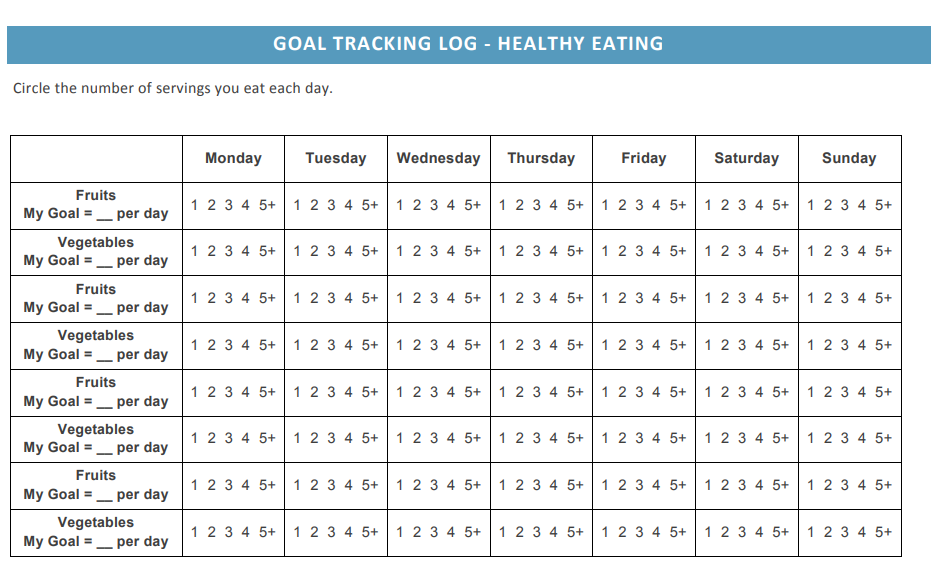 GOAL TRACKING LOG - HEALTHY EATING
Circle the number of servings you eat each day.
Monday Tuesday Wednesday Thursday Friday Saturday Sunday
Fruits
My Goal = __ per day 1 2 3 4 5+ 1 2 3 4 5+ 1 2 3 4 5+ 1 2 3 4 5+ 1 2 3 4 5+ 1 2 3 4 5+ 1 2 3 4 5+
Vegetables
My Goal = __ per day 1 2 3 4 5+ 1 2 3 4 5+ 1 2 3 4 5+ 1 2 3 4 5+ 1 2 3 4 5+ 1 2 3 4 5+ 1 2 3 4 5+
Fruits
My Goal = __ per day 1 2 3 4 5+ 1 2 3 4 5+ 1 2 3 4 5+ 1 2 3 4 5+ 1 2 3 4 5+ 1 2 3 4 5+ 1 2 3 4 5+
Vegetables
My Goal = __ per day 1 2 3 4 5+ 1 2 3 4 5+ 1 2 3 4 5+ 1 2 3 4 5+ 1 2 3 4 5+ 1 2 3 4 5+ 1 2 3 4 5+
Fruits
My Goal = __ per day 1 2 3 4 5+ 1 2 3 4 5+ 1 2 3 4 5+ 1 2 3 4 5+ 1 2 3 4 5+ 1 2 3 4 5+ 1 2 3 4 5+
Vegetables
My Goal = __ per day 1 2 3 4 5+ 1 2 3 4 5+ 1 2 3 4 5+ 1 2 3 4 5+ 1 2 3 4 5+ 1 2 3 4 5+ 1 2 3 4 5+
Fruits
My Goal = __ per day 1 2 3 4 5+ 1 2 3 4 5+ 1 2 3 4 5+ 1 2 3 4 5+ 1 2 3 4 5+ 1 2 3 4 5+ 1 2 3 4 5+
Vegetables
My Goal = __ per day 1 2 3 4 5+ 1 2 3 4 5+ 1 2 3 4 5+ 1 2 3 4 5+ 1 2 3 4 5+ 1 2 3 4 5+ 1 2 3 4 5+